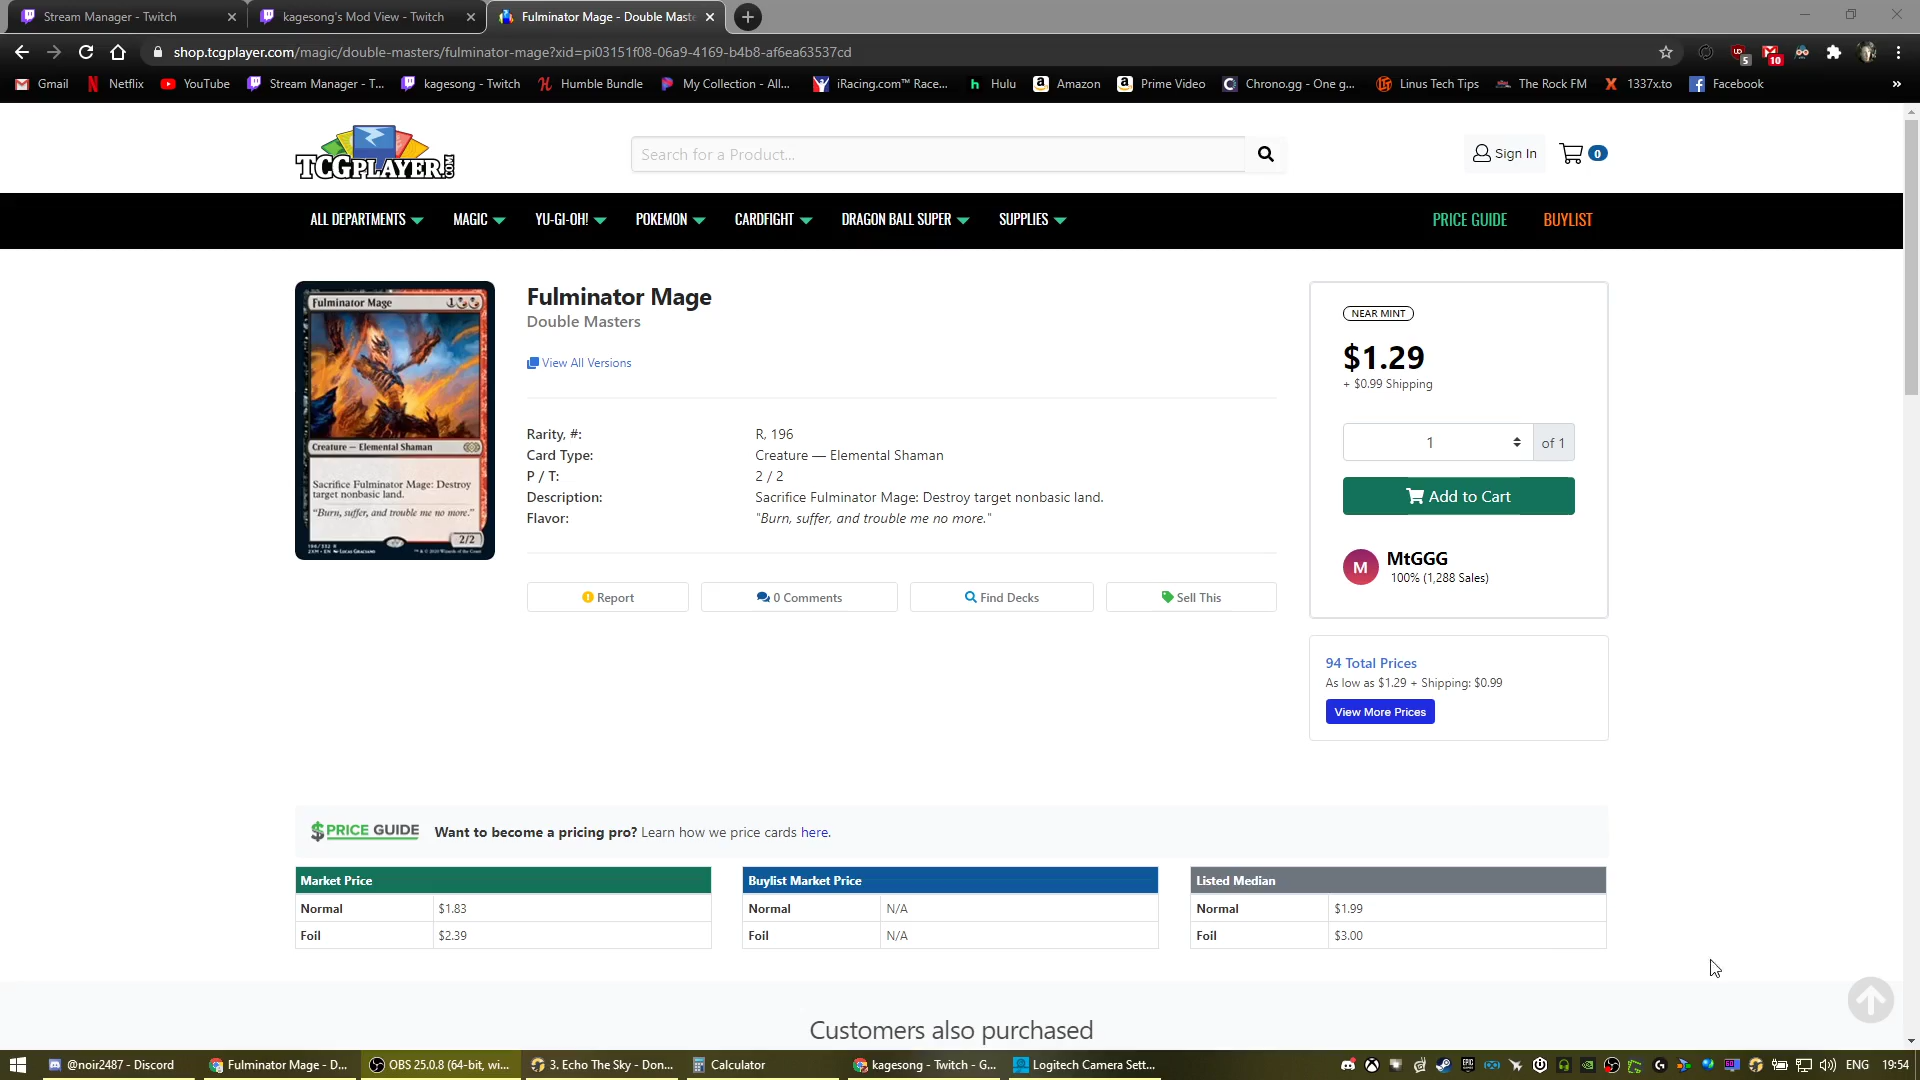 Stream Manager - Twitch
kagesong's Mod View - Twitch
Fulminator Mage - Double Maste
shop.tcgplayer.com/magic/double-masters/fulminator-mage?xid=pi03151f08-06a9-4169-b4b8-af6ea63537cd
5
10
Gmail
Netflix
YouTube
Stream Manager - T...
kagesong - Twitch
Humble Bundle
My Collection - All...
iRacing.com™ Race...
Hulu
Amazon
Prime Video
Chrono.gg - One g...
Linus Tech Tips
The Rock FM
1337x.to
Facebook
»
TCGPLAYER.COM
Search for a Product...
Sign In
0
ALL DEPARTMENTS
MAGIC
YU-GI-OH!
POKEMON
CARDFIGHT
DRAGON BALL SUPER
SUPPLIES
PRICE GUIDE
BUYLIST
Fulminator Mage 1
Creature — Elemental Shaman
Sacrifice Fulminator Mage: Destroy
target nonbasic land.
"Burn, suffer, and trouble me no more."
2/2
196/332 R
2XM • EN LUCAS GRACIANO
Fulminator Mage
Double Masters
View All Versions
Rarity, #: R, 196
Card Type: Creature — Elemental Shaman
P / T: 2 / 2
Description: Sacrifice Fulminator Mage: Destroy target nonbasic land.
Flavor: "Burn, suffer, and trouble me no more."
Report
0 Comments
Find Decks
Sell This
NEAR MINT
$1.29
+ $0.99 Shipping
1
of 1
Add to Cart
M
MtGGG
100% (1,288 Sales)
94 Total Prices
As low as $1.29 + Shipping: $0.99
View More Prices
$PRICE GUIDE
Want to become a pricing pro? Learn how we price cards here.
Market Price
Normal $1.83
Foil $2.39
Buylist Market Price
Normal N/A
Foil N/A
Listed Median
Normal $1.99
Foil $3.00
Customers also purchased
@noir2487 - Discord
Fulminator Mage - D...
OBS 25.0.8 (64-bit, wi...
3. Echo The Sky - Don...
Calculator
kagesong - Twitch - G...
Logitech Camera Sett...
ENG
19:54